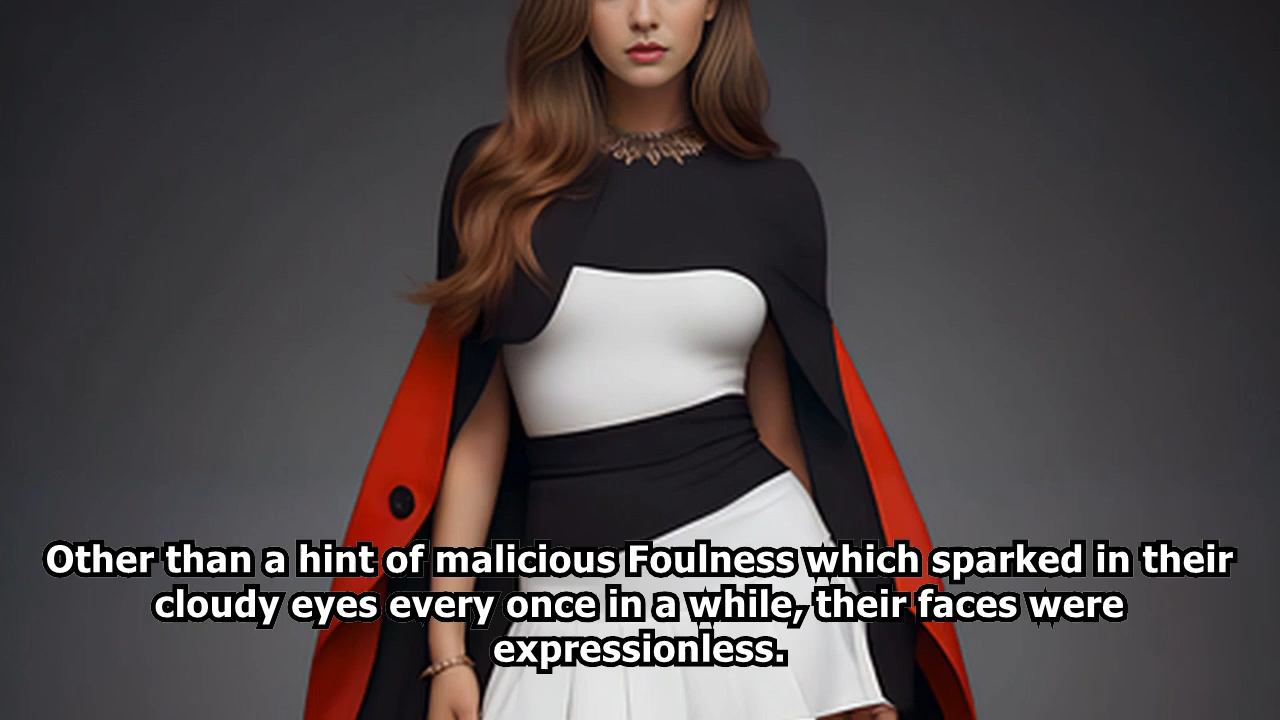 Other than a hint of malicious Foulness which sparked in their
cloudy eyes every once in a while, their faces were
expressionless.